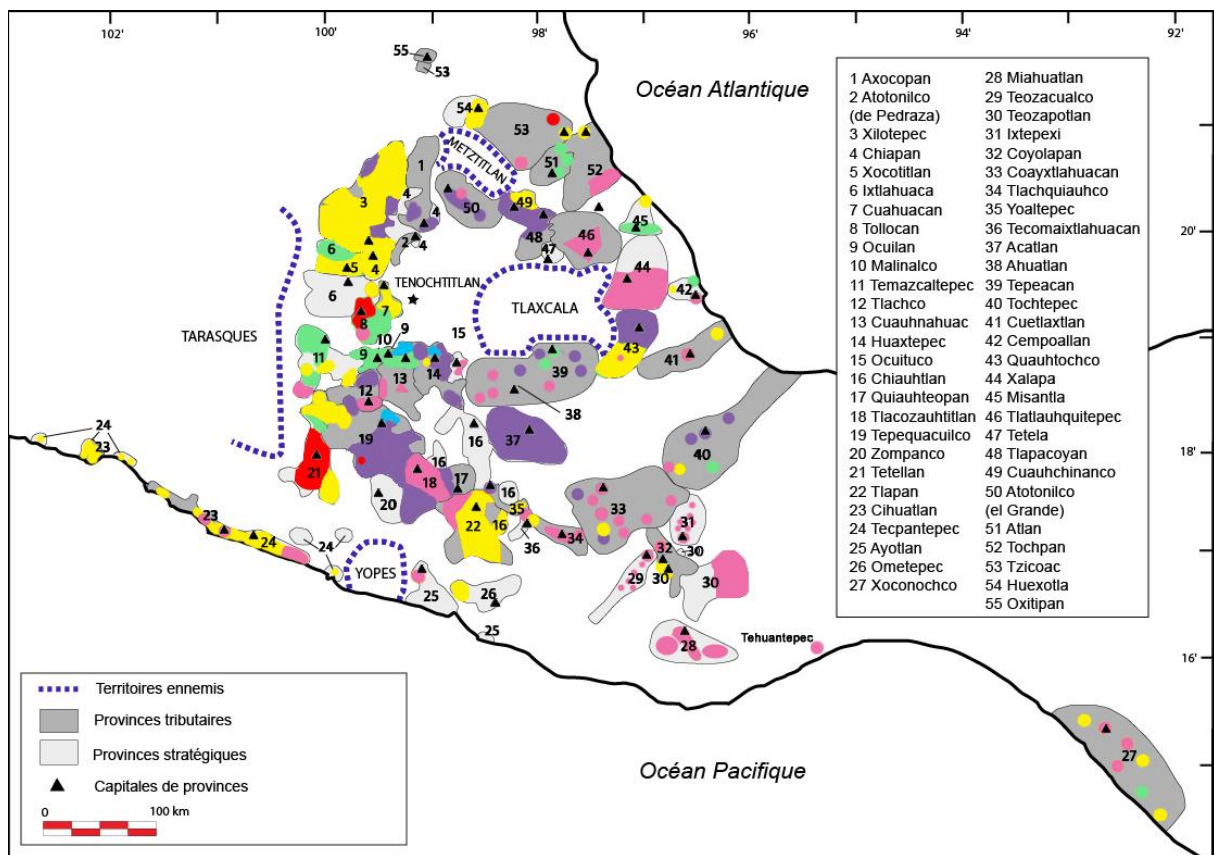 102'
100'
98'
96'
94'
92'
55
53
Océan Atlantique
54
53
METZTITLAN
51
52
1
3
4
50
49
45
6
2
4
4
48
47
46
44
20'
5
4
6
7
TENOCHTITLAN
42
TARASQUES
8
TLAXCALA
10
9
15
43
11
9
13
14
39
41
12
38
24
19
16
37
40
18'
23
21
16
18
17
16
20
22
35
33
31
23
24
24
16
36
34
32
30
YOPES
25
26
29
30
30
25
28
Tehuantepec
16'
27
Océan Pacifique
1 Axocopan
2 Atotonilco
(de Pedraza)
3 Xilotepec
4 Chiapan
5 Xocotitlan
6 Ixtlahuaca
7 Cuahuacan
8 Tollocan
9 Ocuilan
10 Malinalco
11 Temazcaltepec
12 Tlachco
13 Cuauhnahuac
14 Huaxtepec
15 Ocuituco
16 Chiauhtlan
17 Quiauhteopan
18 Tlacozauhtitlan
19 Tepequacuilco
20 Zompanco
21 Tetellan
22 Tlapan
23 Cihuatlan
24 Tecpantepec
25 Ayotlan
26 Ometepec
27 Xoconochco
28 Miahuatlan
29 Teozacualco
30 Teozapotlan
31 Ixtepexi
32 Coyolapan
33 Coayxtlahuacan
34 Tlachquiauhco
35 Yoaltepec
36 Tecomaixtlahuacan
37 Acatlan
38 Ahuatlan
39 Tepeacan
40 Tochtepec
41 Cuetlaxtlan
42 Cempoallan
43 Quauhtochco
44 Xalapa
45 Misantla
46 Tlatlauhquitepec
47 Tetela
48 Tlapacoyan
49 Cuauhchinanco
50 Atotonilco
(el Grande)
51 Atlan
52 Tochpan
53 Tzicoac
54 Huexotla
55 Oxitipan
Territoires ennemis
Provinces tributaires
Provinces stratégiques
Capitales de provinces
0 100 km